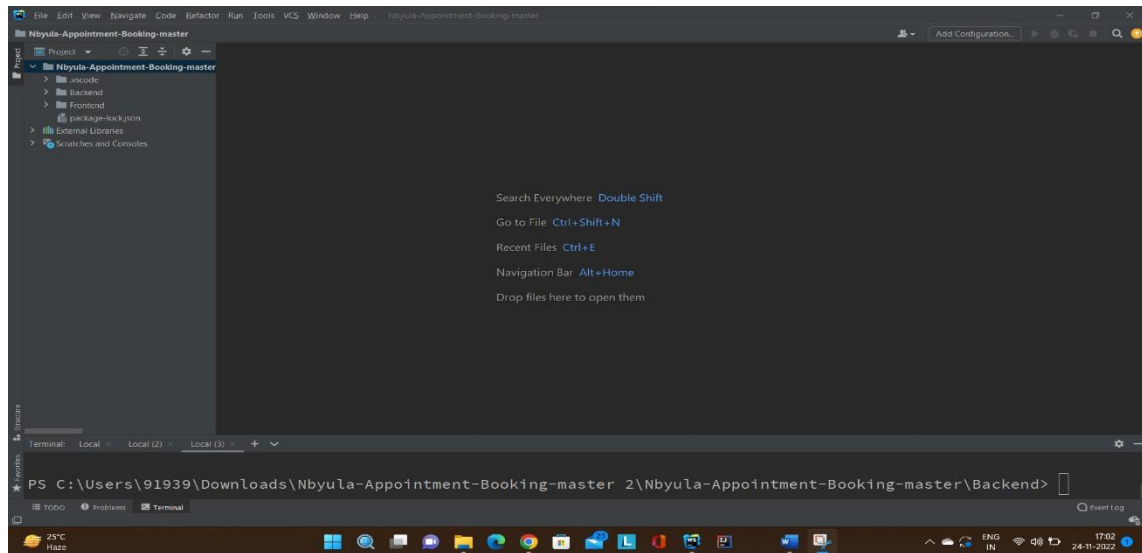 File Edit View Navigate Code Refactor Run Tools VCS Window Help Nbyula-Appointment-Booking-master
Nbyula-Appointment-Booking-master Add Configuration...
Project
Project
Nbyula-Appointment-Booking-master
.vscode
Backend
Frontend
package-lock.json
External Libraries
Scratches and Consoles
Search Everywhere Double Shift
Go to File Ctrl+Shift+N
Recent Files Ctrl+E
Navigation Bar Alt+Home
Drop files here to open them
Structure
Favorites
Terminal: Local Local (2) Local (3)
PS C:\Users\91939\Downloads\Nbyula-Appointment-Booking-master 2\Nbyula-Appointment-Booking-master\Backend>
TODO Problems Terminal Event Log
25°C
Haze
ENG
IN
17:02
24-11-2022